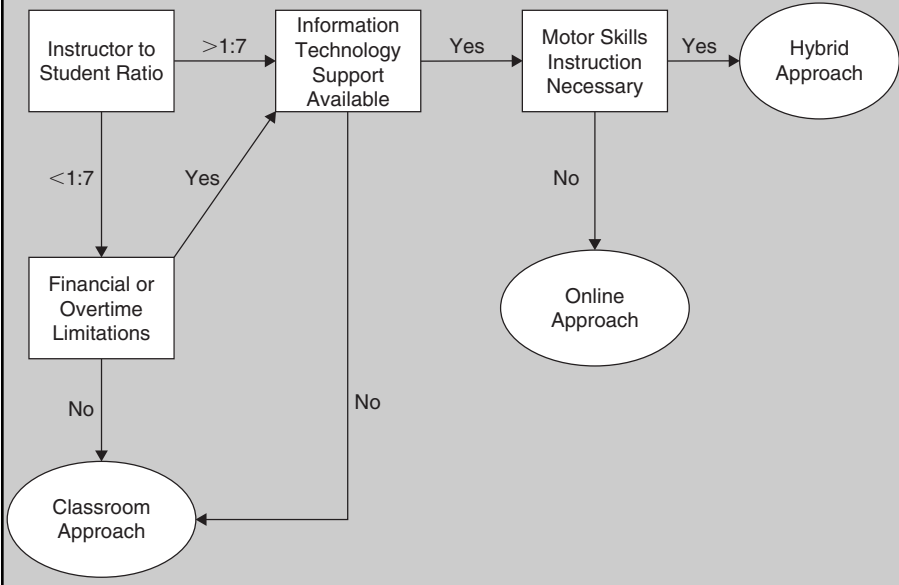 Instructor to
Student Ratio
>1:7
Information
Technology
Support
Available
Yes
Motor Skills
Instruction
Necessary
Yes
Hybrid
Approach
<1:7
Yes
No
Financial or
Overtime
Limitations
Online
Approach
No
No
Classroom
Approach